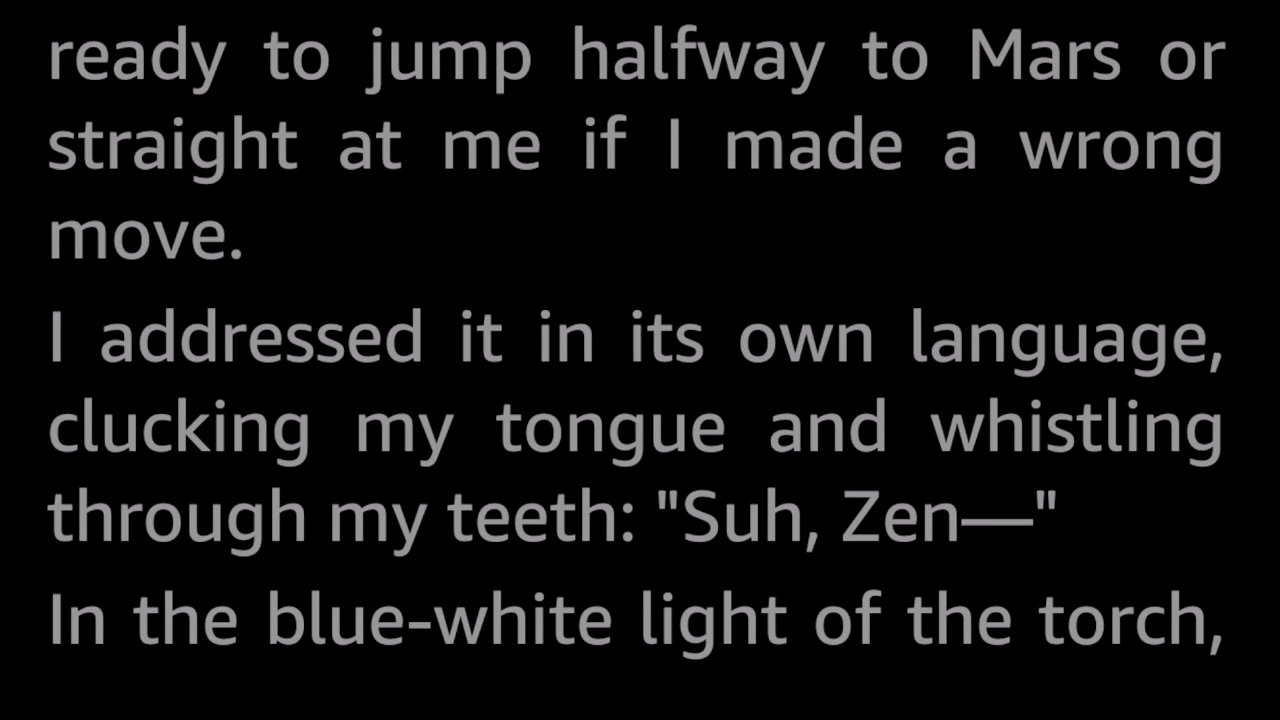 ready to jump halfway to Mars or
straight at me if I made a wrong
move.
I addressed it in its own language,
clucking my tongue and whistling
through my teeth: "Suh, Zen—"
In the blue-white light of the torch,